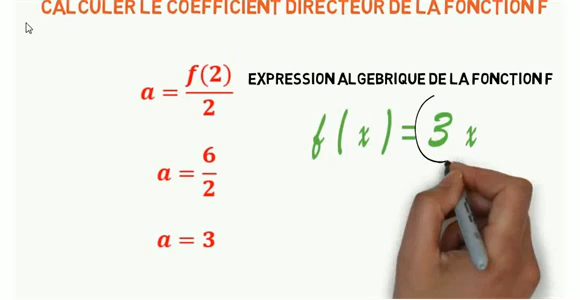 CALCULER LE COEFFICIENT DIRECTEUR DE LA FONCTION F
a = f(2)/2
EXPRESSION ALGEBRIQUE DE LA FONCTION F
f(x) = 3x
a = 6/2
a = 3